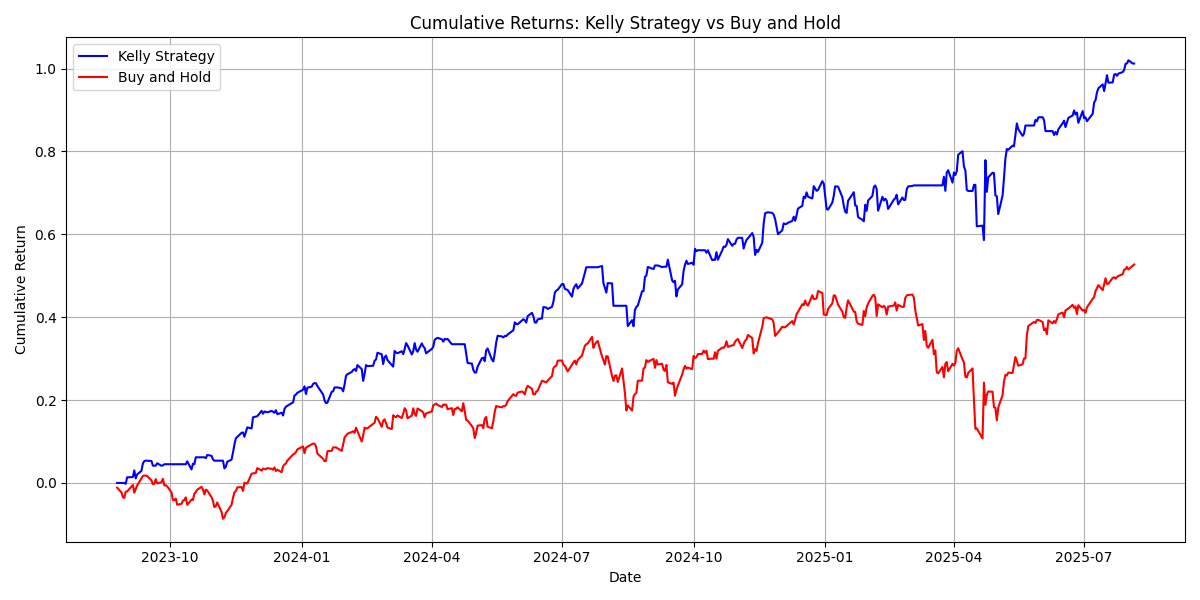 Cumulative Returns: Kelly Strategy vs Buy and Hold
Kelly Strategy
Buy and Hold
1.0
0.8
0.6
0.4
0.2
0.0
Cumulative Return
2023-10
2024-01
2024-04
2024-07
2024-10
2025-01
2025-04
2025-07
Date